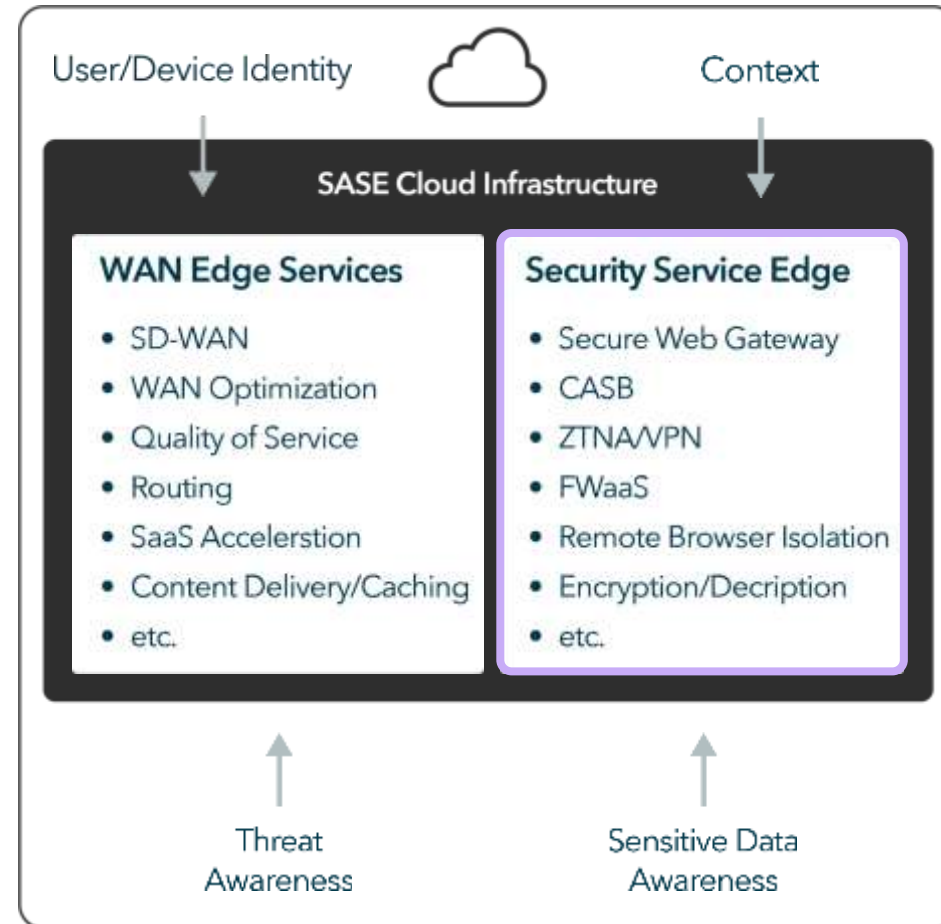 User/Device Identity
Context
SASE Cloud Infrastructure
WAN Edge Services
• SD-WAN
• WAN Optimization
• Quality of Service
• Routing
• SaaS Accelerstion
• Content Delivery/Caching
• etc.
Security Service Edge
• Secure Web Gateway
• CASB
• ZTNA/VPN
• FWaaS
• Remote Browser Isolation
• Encryption/Decription
• etc.
Threat
Awareness
Sensitive Data
Awareness